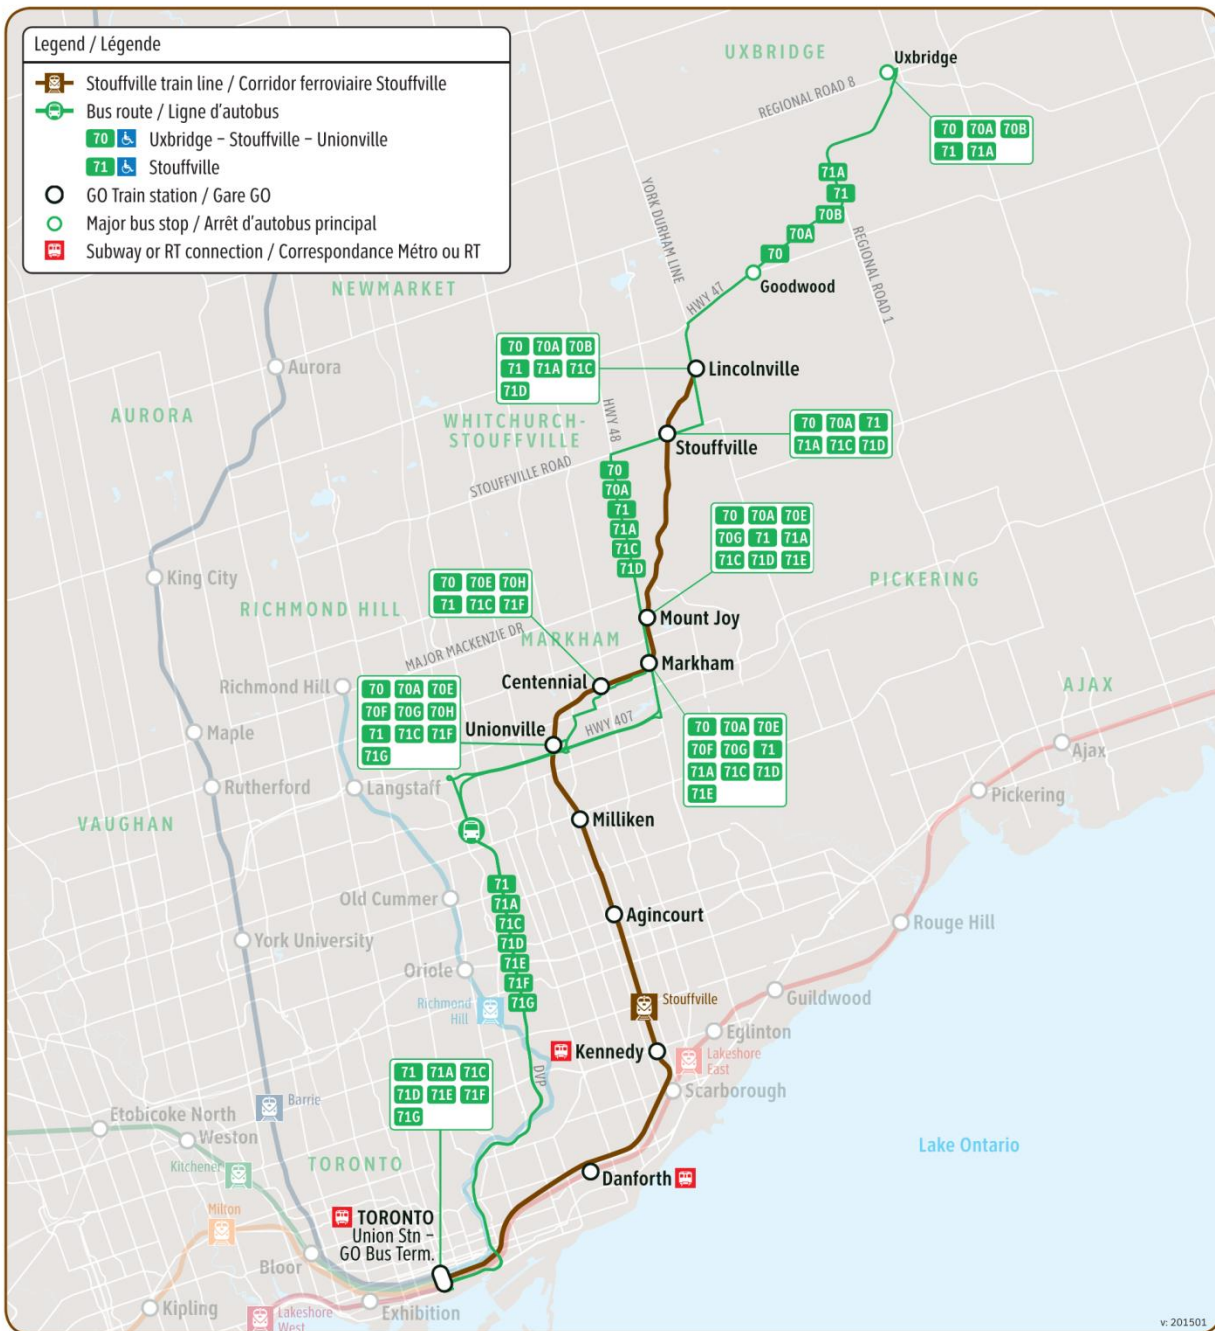 Legend / Légende
Stouffville train line / Corridor ferroviaire Stouffville
Bus route / Ligne d'autobus
70 Uxbridge – Stouffville – Unionville
71 Stouffville
GO Train station / Gare GO
Major bus stop / Arrêt d'autobus principal
Subway or RT connection / Correspondance Métro ou RT
UXBRIDGE
Uxbridge
REGIONAL ROAD 8
70 70A 70B
71 71A
71A
71
70B
70A
70
YORK DURHAM LINE
REGIONAL ROAD 1
Goodwood
HWY 47
NEWMARKET
70 70A 70B
71 71A 71C
71D
Lincolnville
Aurora
AURORA
WHITCHURCH-
STOUFFVILLE
HWY 48
70 70A 71
71A 71C 71D
Stouffville
STOUFFVILLE ROAD
70
70A
71
71A
71C
71D
70 70A 70E
70G 71 71A
71C 71D 71E
King City
RICHMOND HILL
PICKERING
70 70E 70H
71 71C 71F
Mount Joy
MARKHAM
MAJOR MACKENZIE DR
Markham
Richmond Hill
Centennial
AJAX
70 70A 70E
70F 70G 70H
71 71C 71F
71G
HWY 407
Unionville
70 70A 70E
70F 70G 71
71A 71C 71D
71E
Maple
Ajax
Rutherford
Langstaff
Pickering
VAUGHAN
Milliken
71
71A
71C
71D
71E
71F
71G
Old Cummer
Agincourt
Rouge Hill
York University
Oriole
Richmond
Hill
Stouffville
Guildwood
Eglinton
Kennedy
Lakeshore
East
Scarborough
DVP
71 71A 71C
71D 71E 71F
71G
Barrie
Etobicoke North
Weston
Kitchener
TORONTO
Lake Ontario
Danforth
Milton
TORONTO
Union Stn –
GO Bus Term.
Bloor
Kipling
Lakeshore
West
Exhibition
v: 201501